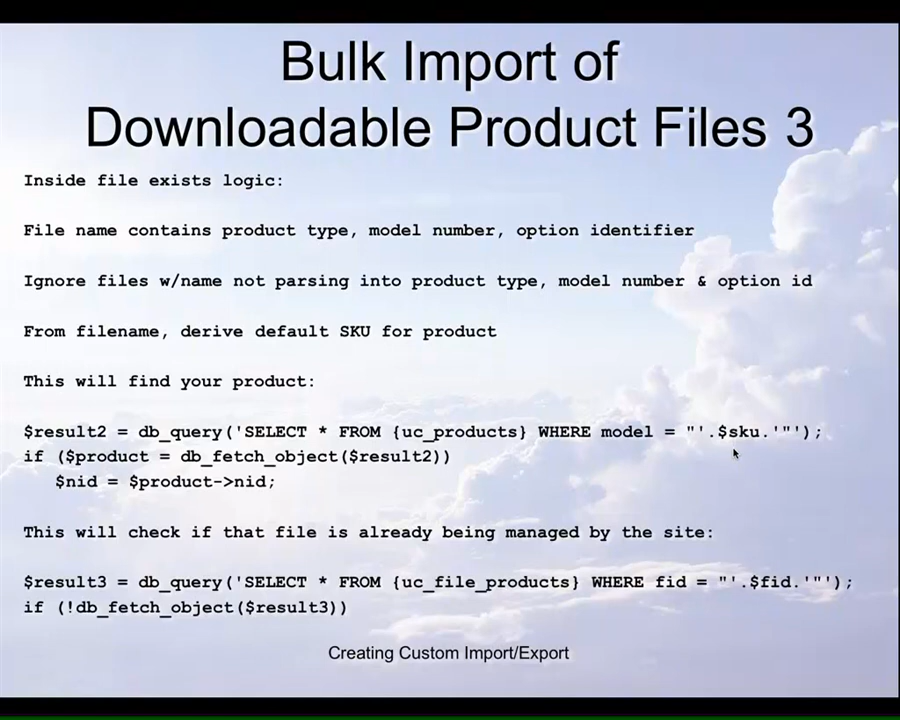 Bulk Import of
Downloadable Product Files 3
Inside file exists logic:
File name contains product type, model number, option identifier
Ignore files w/name not parsing into product type, model number & option id
From filename, derive default SKU for product
This will find your product:
$result2 = db_query('SELECT * FROM {uc_products} WHERE model = "'.$sku.'"');
if ($product = db_fetch_object($result2))
   $nid = $product->nid;
This will check if that file is already being managed by the site:
$result3 = db_query('SELECT * FROM {uc_file_products} WHERE fid = "'.$fid.'"');
if (!db_fetch_object($result3))
Creating Custom Import/Export